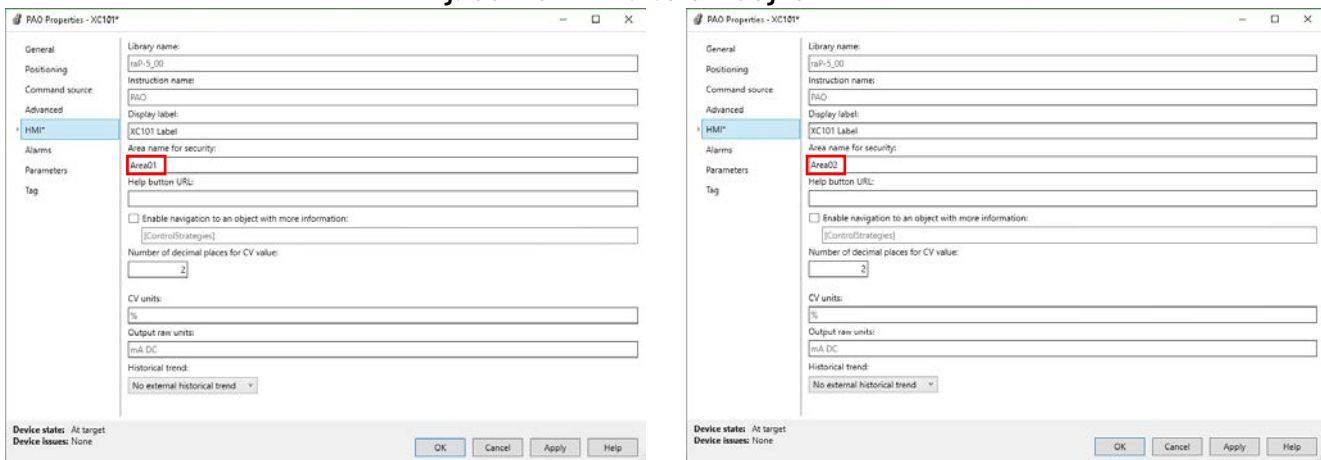 PAO Properties - XC101*
General
Positioning
Command source
Advanced
HMI*
Alarms
Parameters
Tag
Library name:
raP-5_00
Instruction name:
PAO
Display label:
XC101 Label
Area name for security:
Area01
Help button URL:
Enable navigation to an object with more information:
[ControlStrategies]
Number of decimal places for CV value:
2
CV units:
%
Output raw units:
mA DC
Historical trend:
No external historical trend
Device state: At target
Device issues: None
OK Cancel Apply Help
PAO Properties - XC101*
General
Positioning
Command source
Advanced
HMI*
Alarms
Parameters
Tag
Library name:
raP-5_00
Instruction name:
PAO
Display label:
XC101 Label
Area name for security:
Area02
Help button URL:
Enable navigation to an object with more information:
[ControlStrategies]
Number of decimal places for CV value:
2
CV units:
%
Output raw units:
mA DC
Historical trend:
No external historical trend
Device state: At target
Device issues: None
OK Cancel Apply Help